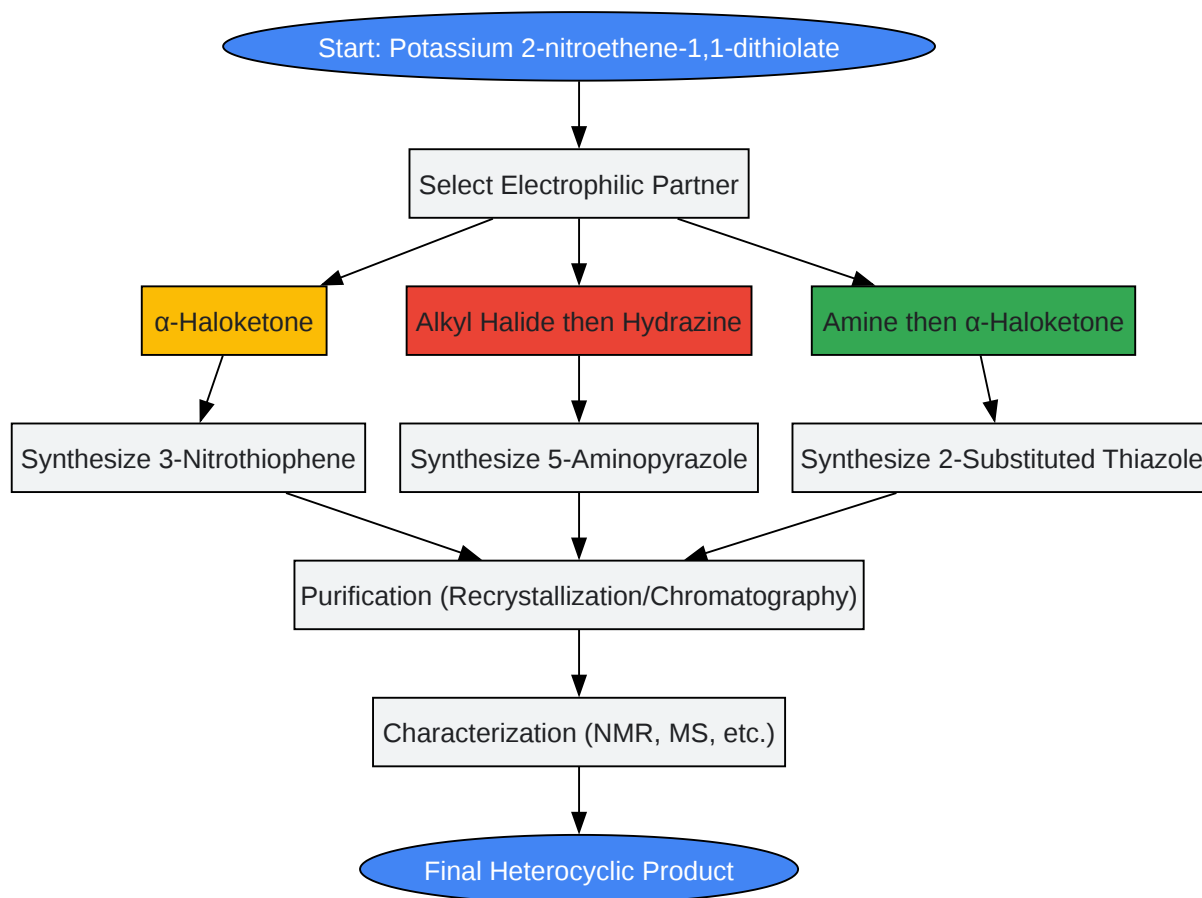 Start: Potassium 2-nitroethene-1,1-dithiolate
Select Electrophilic Partner
α-Haloketone
Alkyl Halide then Hydrazine
Amine then α-Haloketone
Synthesize 3-Nitrothiophene
Synthesize 5-Aminopyrazole
Synthesize 2-Substituted Thiazole
Purification (Recrystallization/Chromatography)
Characterization (NMR, MS, etc.)
Final Heterocyclic Product